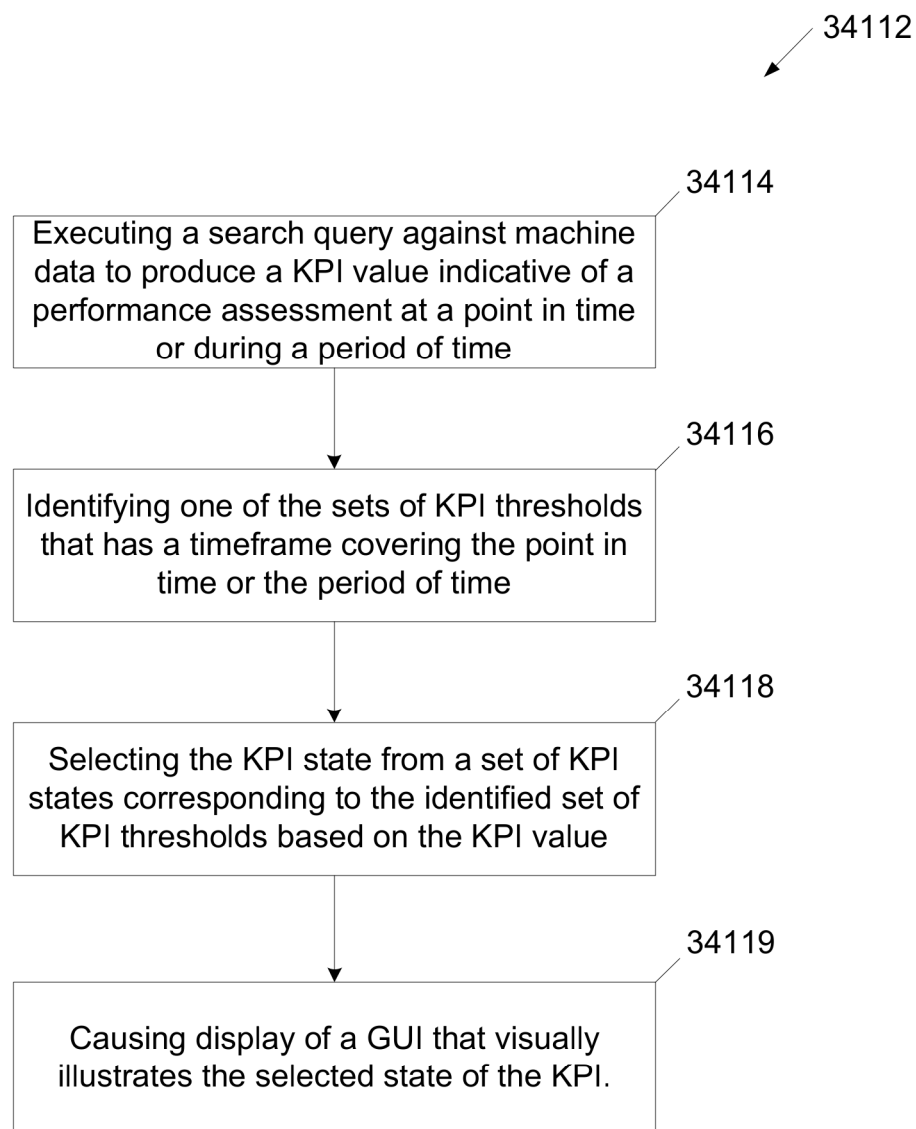 34112
34114
Executing a search query against machine
data to produce a KPI value indicative of a
performance assessment at a point in time
or during a period of time
34116
Identifying one of the sets of KPI thresholds
that has a timeframe covering the point in
time or the period of time
34118
Selecting the KPI state from a set of KPI
states corresponding to the identified set of
KPI thresholds based on the KPI value
34119
Causing display of a GUI that visually
illustrates the selected state of the KPI.